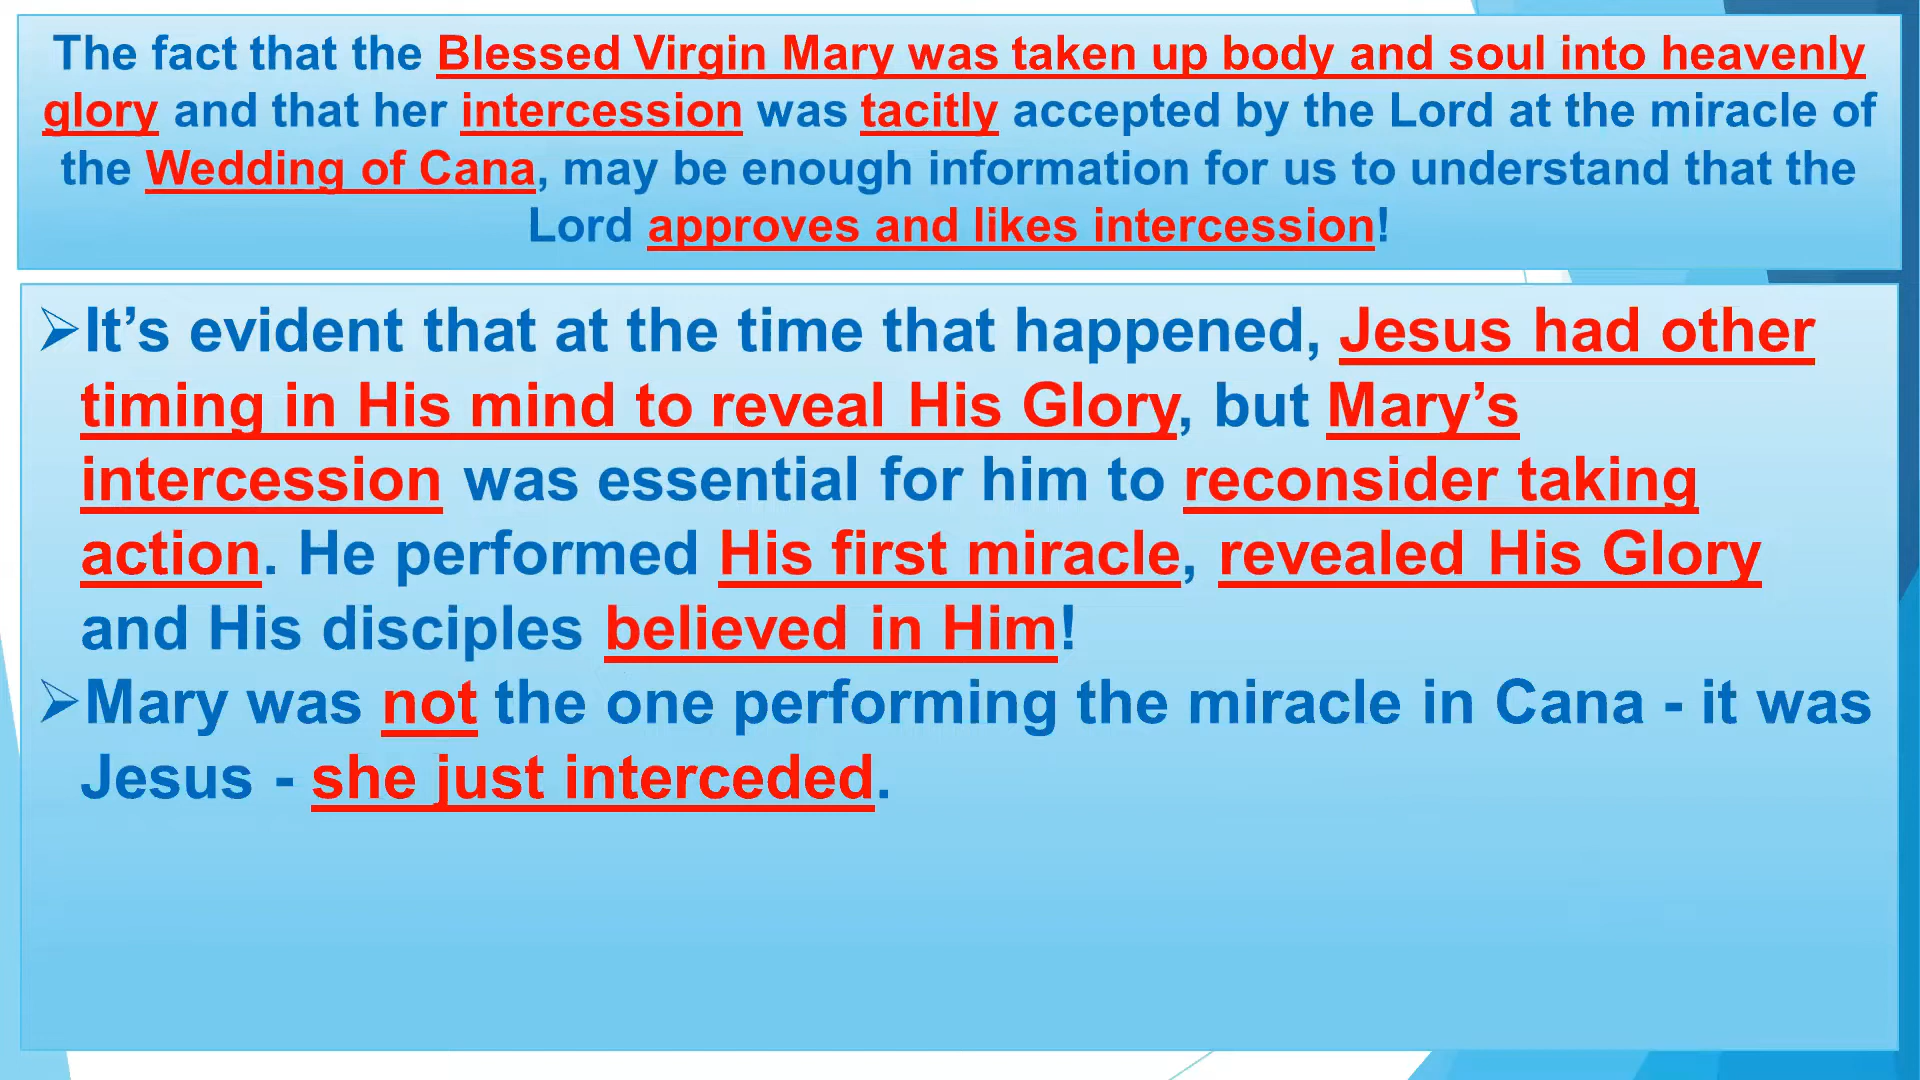 The fact that the Blessed Virgin Mary was taken up body and soul into heavenly
glory and that her intercession was tacitly accepted by the Lord at the miracle of
the Wedding of Cana, may be enough information for us to understand that the
Lord approves and likes intercession!
➢It’s evident that at the time that happened, Jesus had other
timing in His mind to reveal His Glory, but Mary’s
intercession was essential for him to reconsider taking
action. He performed His first miracle, revealed His Glory
and His disciples believed in Him!
➢Mary was not the one performing the miracle in Cana - it was
Jesus - she just interceded.